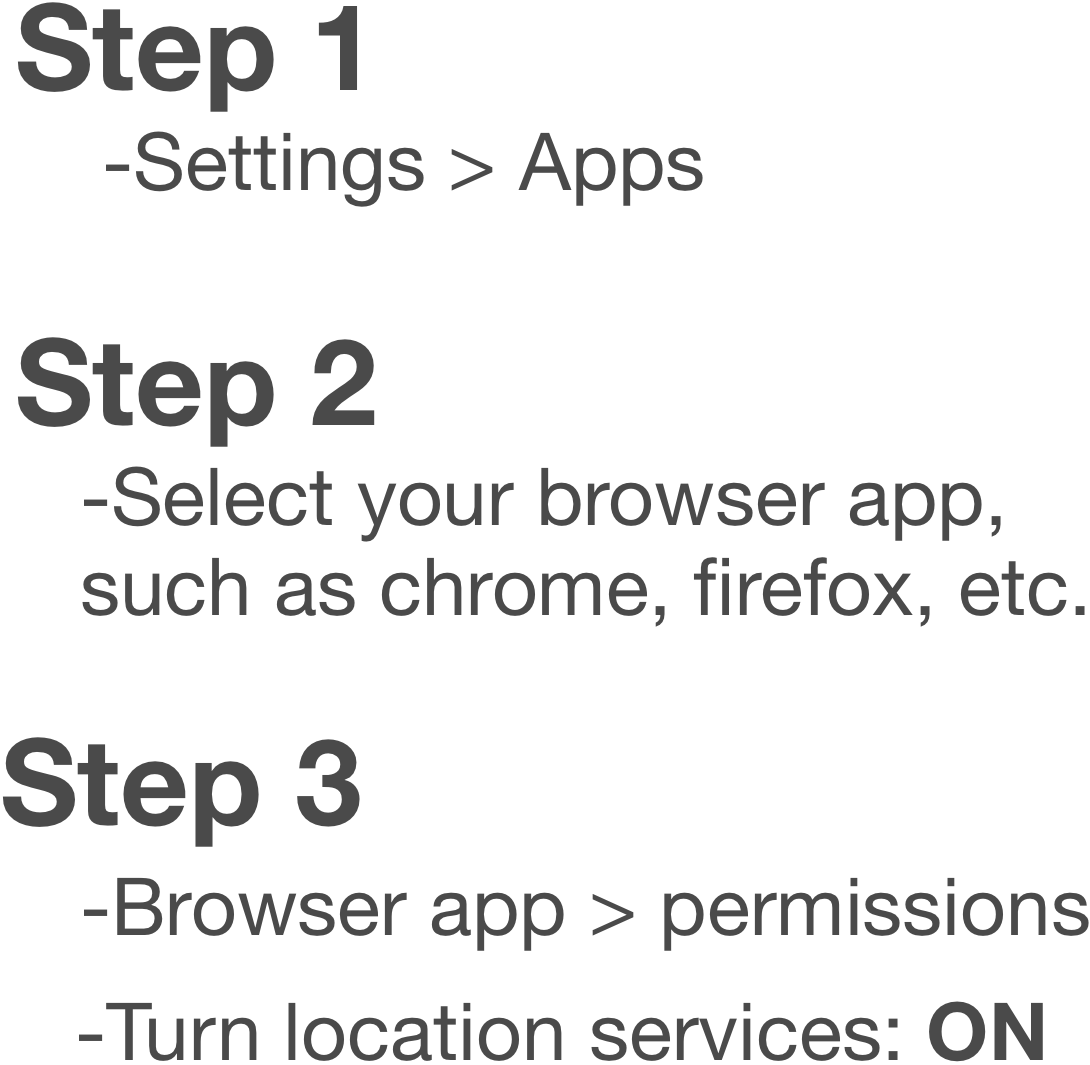 Step 1
-Settings > Apps
Step 2
-Select your browser app,
such as chrome, firefox, etc.
Step 3
-Browser app > permissions
-Turn location services: ON